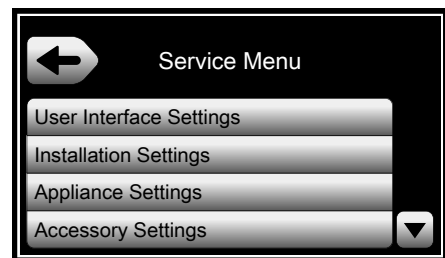 Service Menu
User Interface Settings
Installation Settings
Appliance Settings
Accessory Settings